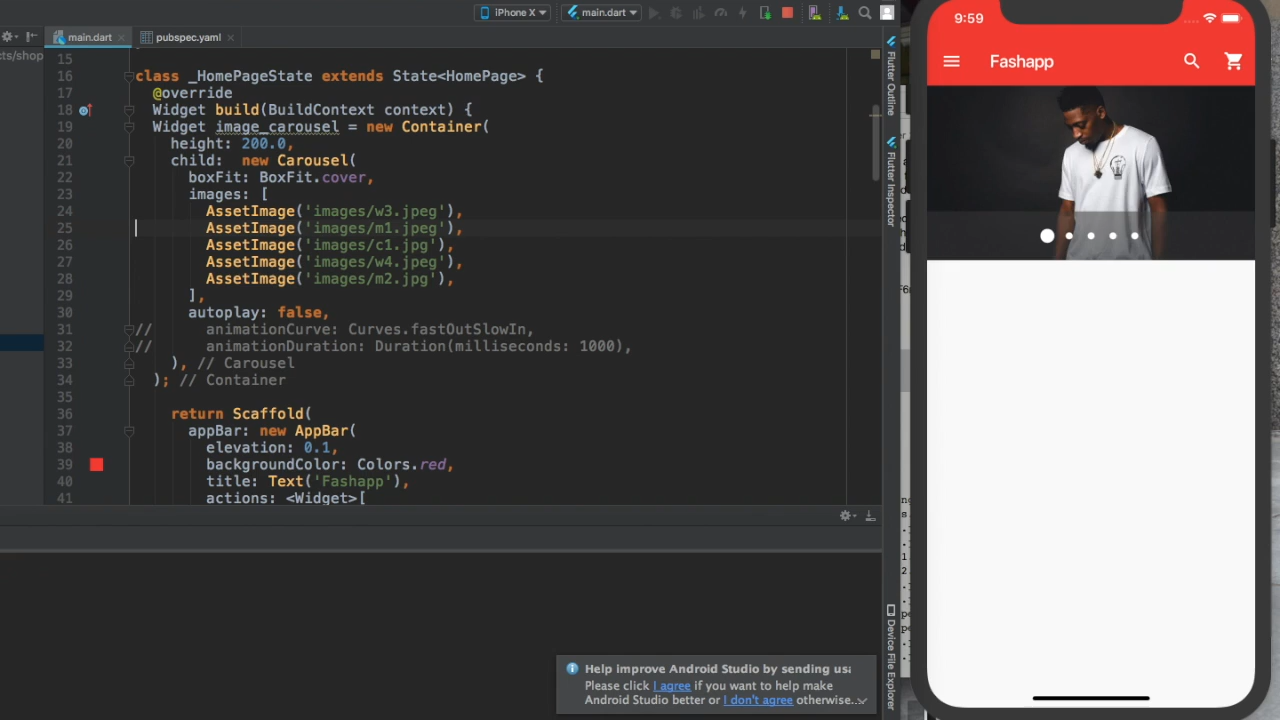 iPhone X
main.dart
main.dart
pubspec.yaml
cts/shop
15
16 class _HomePageState extends State<HomePage> {
17 @override
18 Widget build(BuildContext context) {
19 Widget image_carousel = new Container(
20 height: 200.0,
21 child:  new Carousel(
22 boxFit: BoxFit.cover,
23 images: [
24 AssetImage('images/w3.jpeg'),
25 AssetImage('images/m1.jpeg'),
26 AssetImage('images/c1.jpg'),
27 AssetImage('images/w4.jpeg'),
28 AssetImage('images/m2.jpg'),
29 ],
30 autoplay: false,
31 //      animationCurve: Curves.fastOutSlowIn,
32 //      animationDuration: Duration(milliseconds: 1000),
33 ), // Carousel
34 ); // Container
35
36 return Scaffold(
37 appBar: new AppBar(
38 elevation: 0.1,
39 backgroundColor: Colors.red,
40 title: Text('Fashapp'),
41 actions: <Widget>[
Flutter Outline
Flutter Inspector
Device File Explorer
Help improve Android Studio by sending usa
Please click I agree if you want to help make
Android Studio better or I don't agree otherwise...
9:59
Fashapp